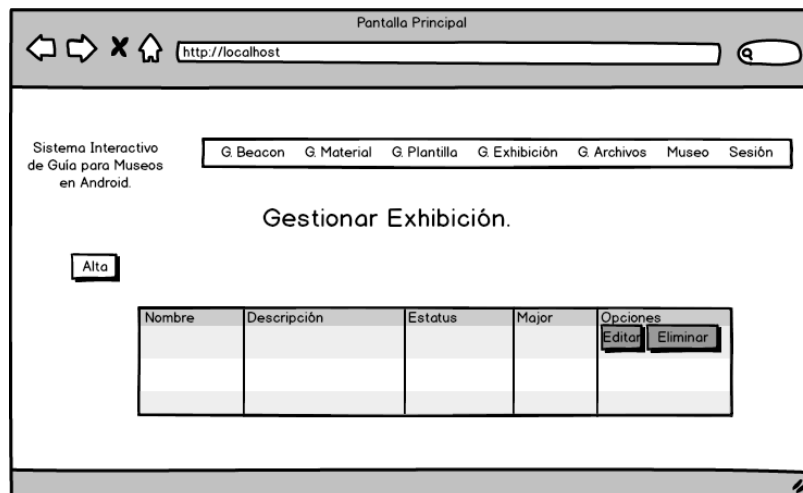 Pantalla Principal
http://localhost
Sistema Interactivo
de Guía para Museos
en Android.
G. Beacon G. Material G. Plantilla G. Exhibición G. Archivos Museo Sesión
Gestionar Exhibición.
Alta
Nombre Descripción Estatus Major Opciones
Editar Eliminar